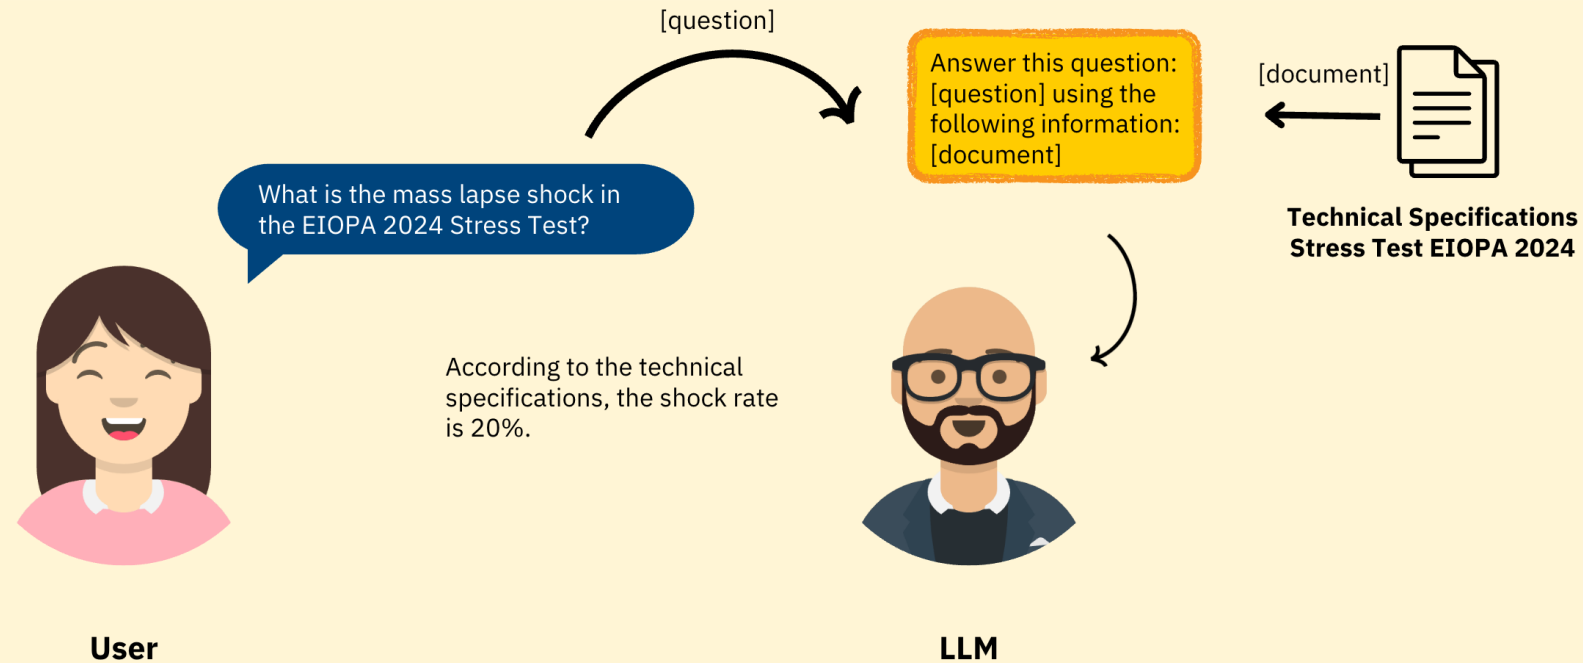 [question]
Answer this question:
[question] using the
following information:
[document]
[document]
Technical Specifications
Stress Test EIOPA 2024
What is the mass lapse shock in
the EIOPA 2024 Stress Test?
According to the technical
specifications, the shock rate
is 20%.
User
LLM